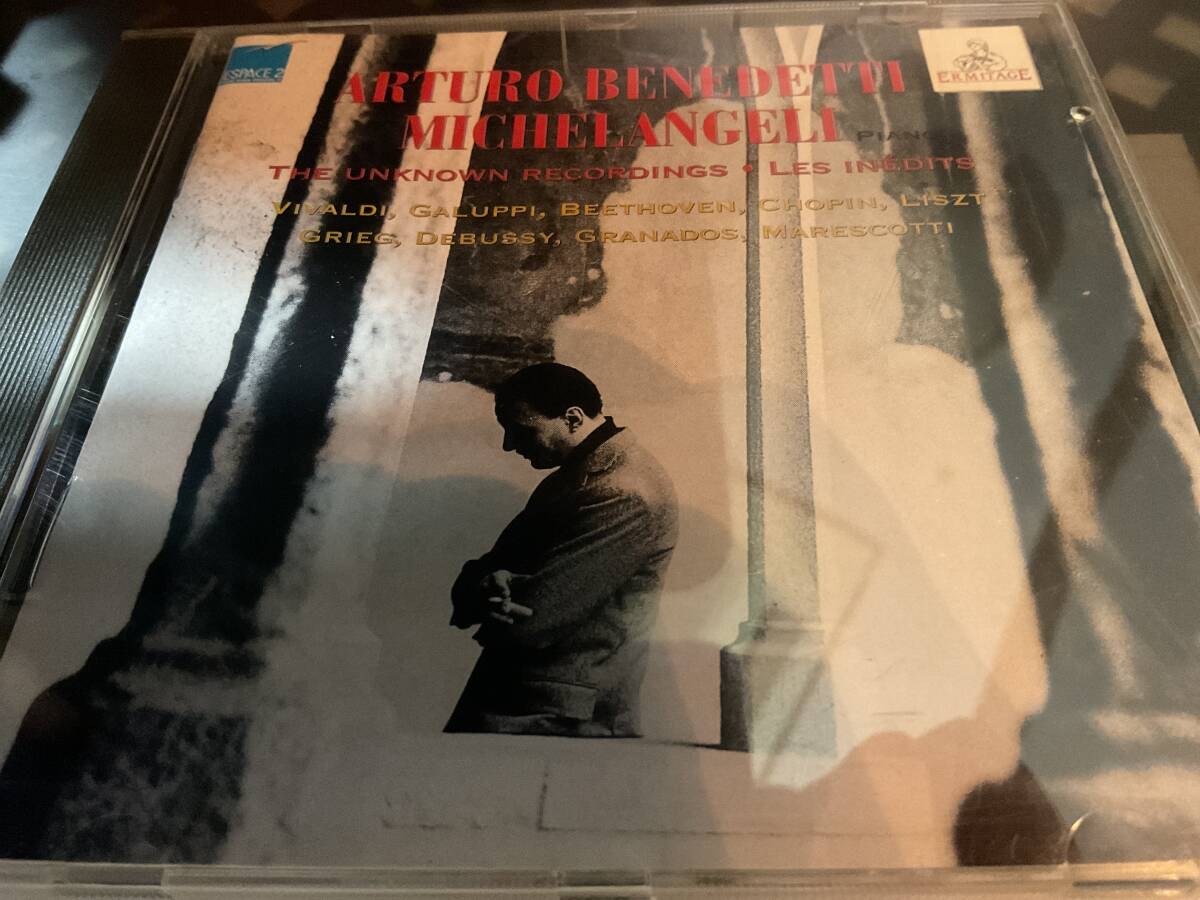 ESPACE 2
ERMITAGE
ARTURO BENEDETTI
MICHELANGELI PIANO
THE UNKNOWN RECORDINGS • LES INÉDITS
VIVALDI, GALUPPI, BEETHOVEN, CHOPIN, LISZT
GRIEG, DEBUSSY, GRANADOS, MARESCOTTI